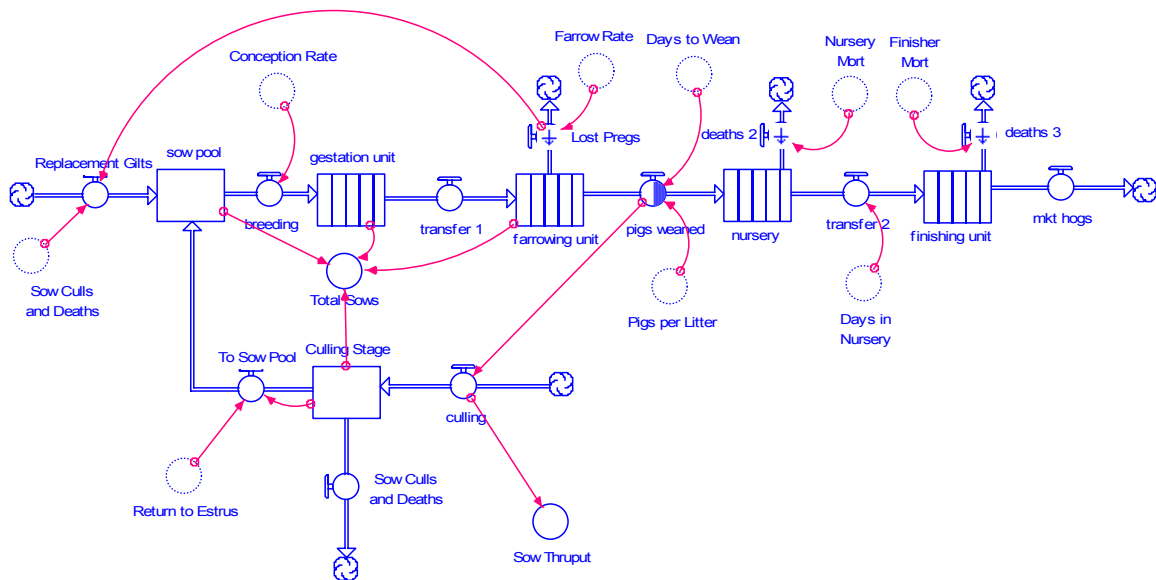 Conception Rate
Farrow Rate
Days to Wean
Nursery
Mort
Finisher
Mort
Replacement Gilts
sow pool
gestation unit
Lost Pregs
deaths 2
deaths 3
breeding
transfer 1
farrowing unit
pigs weaned
nursery
transfer 2
finishing unit
mkt hogs
Sow Culls
and Deaths
Total Sows
Pigs per Litter
Days in
Nursery
To Sow Pool
Culling Stage
culling
Return to Estrus
Sow Culls
and Deaths
Sow Thruput